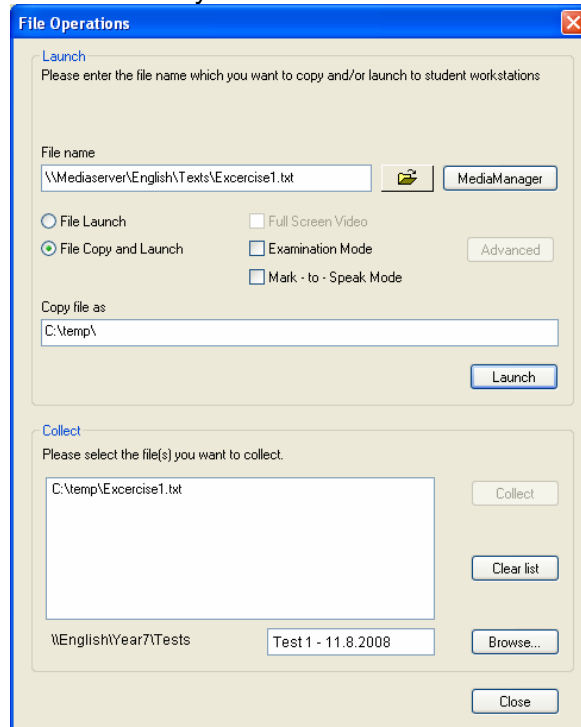 File Operations
Launch
Please enter the file name which you want to copy and/or launch to student workstations
File name
\\Mediaserver\English\Texts\Excercise1.txt
MediaManager
File Launch
Full Screen Video
File Copy and Launch
Examination Mode
Advanced
Mark - to - Speak Mode
Copy file as
C:\temp\
Launch
Collect
Please select the file(s) you want to collect.
C:\temp\Excercise1.txt
Collect
Clear list
\\English\Year7\Tests
Test 1 - 11.8.2008
Browse...
Close